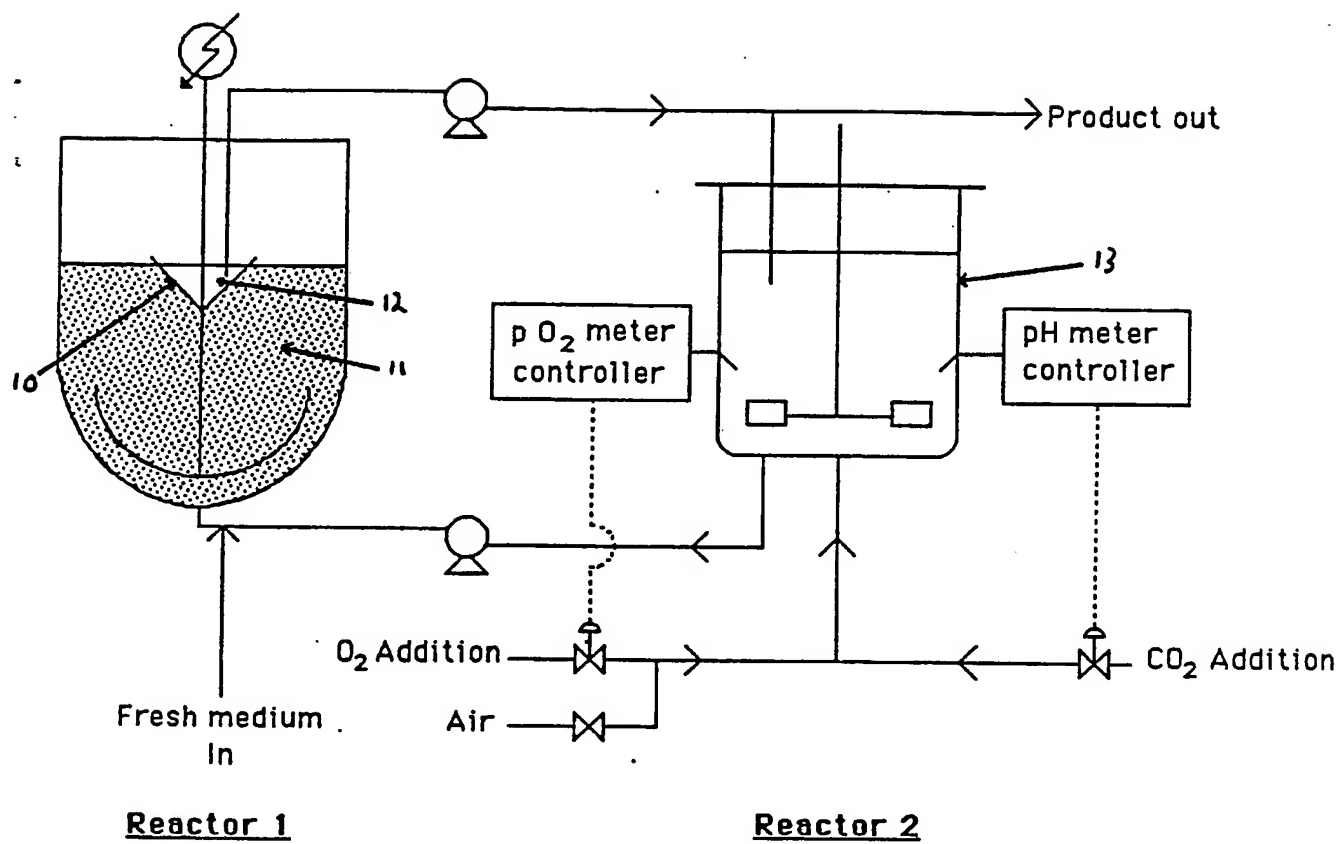 Product out
13
12
p O₂ meter
controller
pH meter
controller
10
11
O₂ Addition
CO₂ Addition
Fresh medium
In
Air
Reactor 1
Reactor 2